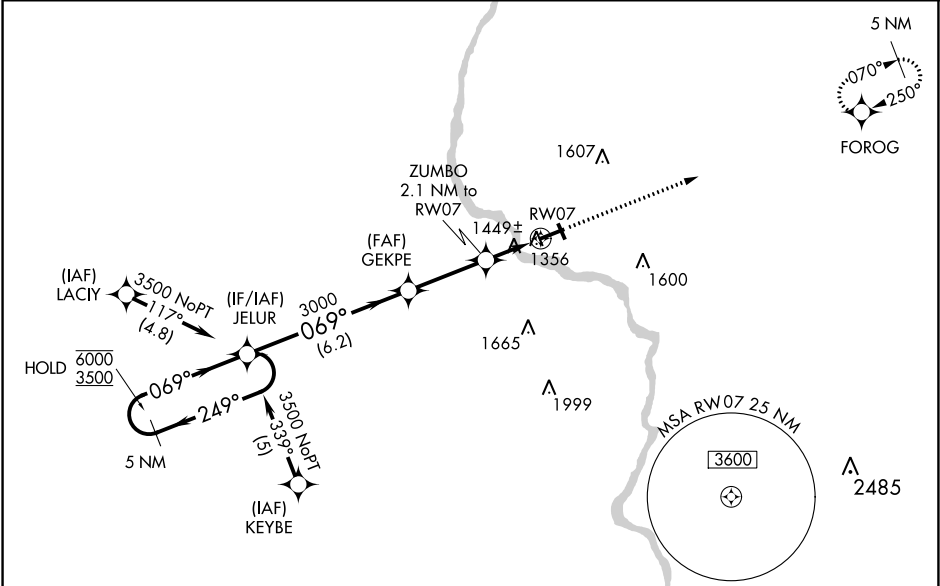 5 NM
070°
250°
FOROG
1607
ZUMBO
2.1 NM to
RW07
RW07
1449±
1356
(FAF)
GEKPE
1600
(IAF)
LACIY
3500 NoPT
117°
(4.8)
(IF/IAF)
JELUR
3000
069°
(6.2)
1665
HOLD
6000
3500
069°
249°
5 NM
3500 NoPT
339°
(5)
(IAF)
KEYBE
1999
MSA RW07 25 NM
3600
2485